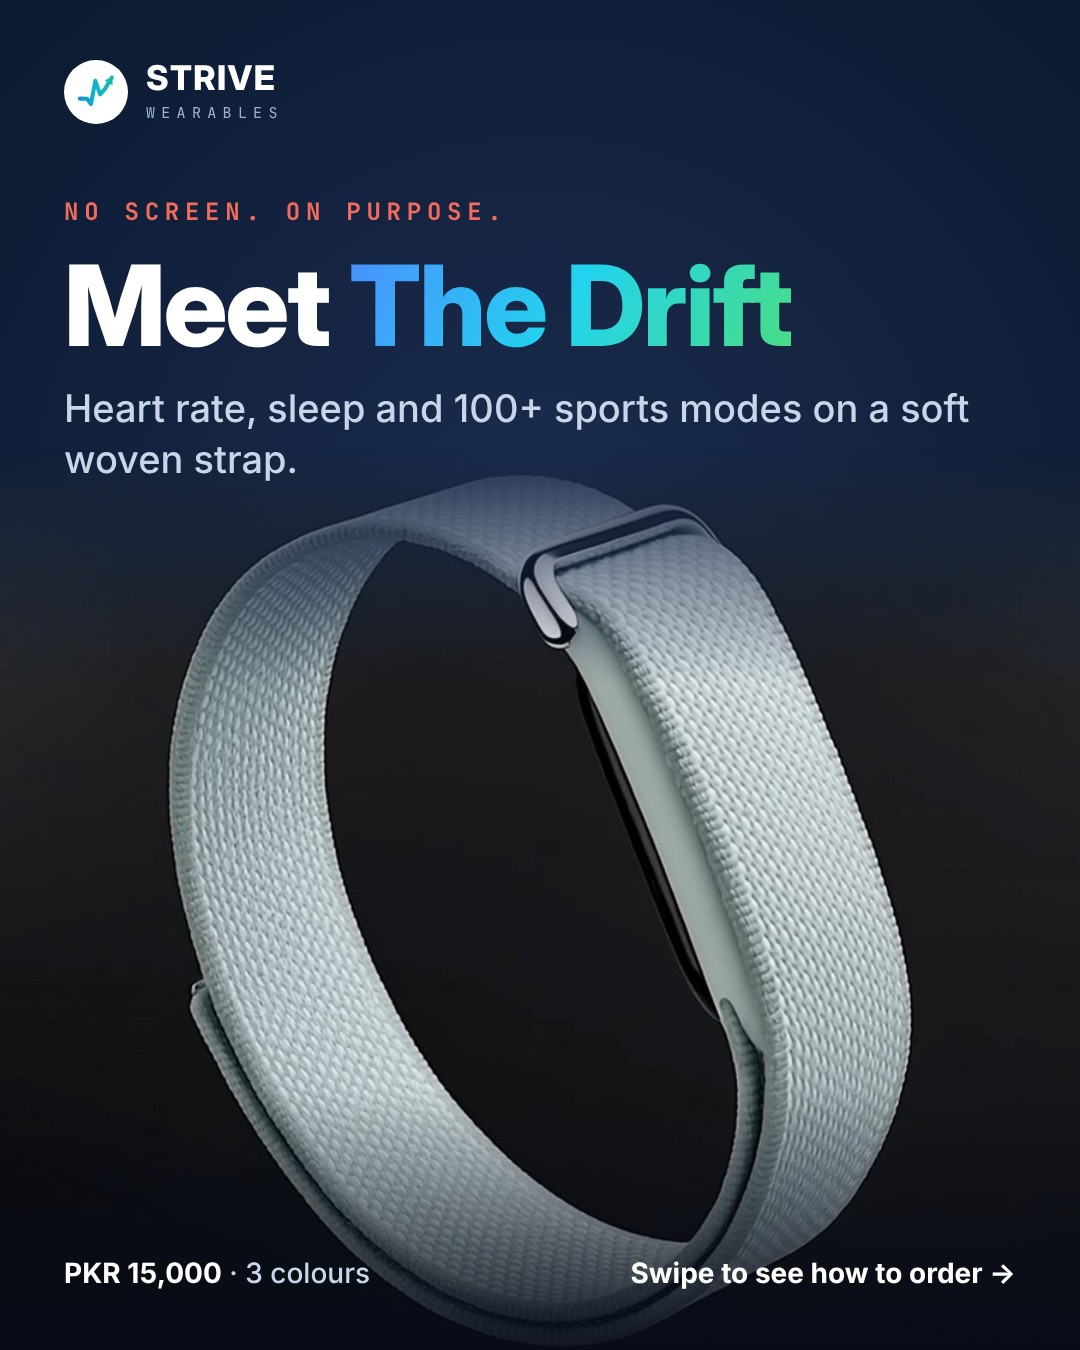 STRIVE
WEARABLES
NO SCREEN. ON PURPOSE.
Meet The Drift
Heart rate, sleep and 100+ sports modes on a soft
woven strap.
PKR 15,000 · 3 colours
Swipe to see how to order →